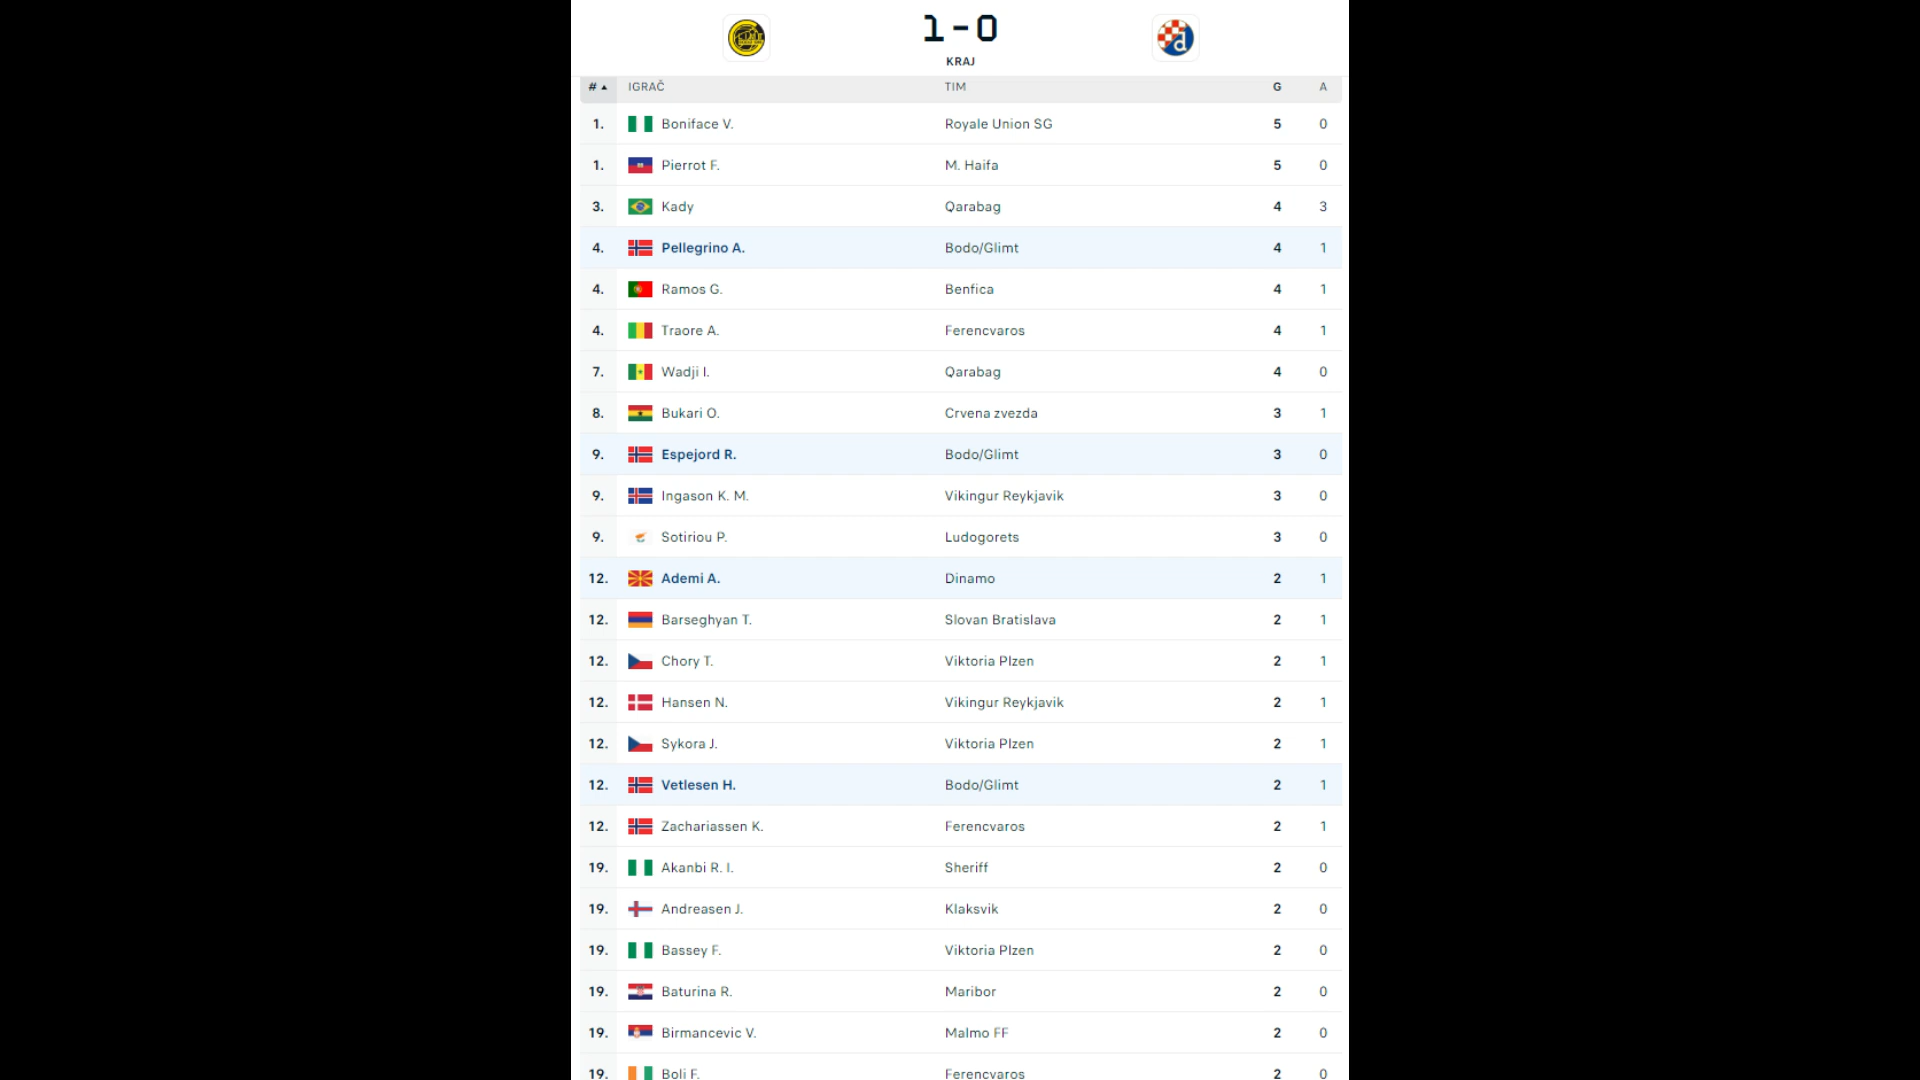 1-0
KRAJ
# ▲ IGRAČ TIM G A
1. Boniface V. Royale Union SG 5 0
1. Pierrot F. M. Haifa 5 0
3. Kady Qarabag 4 3
4. Pellegrino A. Bodo/Glimt 4 1
4. Ramos G. Benfica 4 1
4. Traore A. Ferencvaros 4 1
7. Wadji I. Qarabag 4 0
8. Bukari O. Crvena zvezda 3 1
9. Espejord R. Bodo/Glimt 3 0
9. Ingason K. M. Vikingur Reykjavik 3 0
9. Sotiriou P. Ludogorets 3 0
12. Ademi A. Dinamo 2 1
12. Barseghyan T. Slovan Bratislava 2 1
12. Chory T. Viktoria Plzen 2 1
12. Hansen N. Vikingur Reykjavik 2 1
12. Sykora J. Viktoria Plzen 2 1
12. Vetlesen H. Bodo/Glimt 2 1
12. Zachariassen K. Ferencvaros 2 1
19. Akanbi R. I. Sheriff 2 0
19. Andreasen J. Klaksvik 2 0
19. Bassey F. Viktoria Plzen 2 0
19. Baturina R. Maribor 2 0
19. Birmancevic V. Malmo FF 2 0
19. Boli F. Ferencvaros 2 0